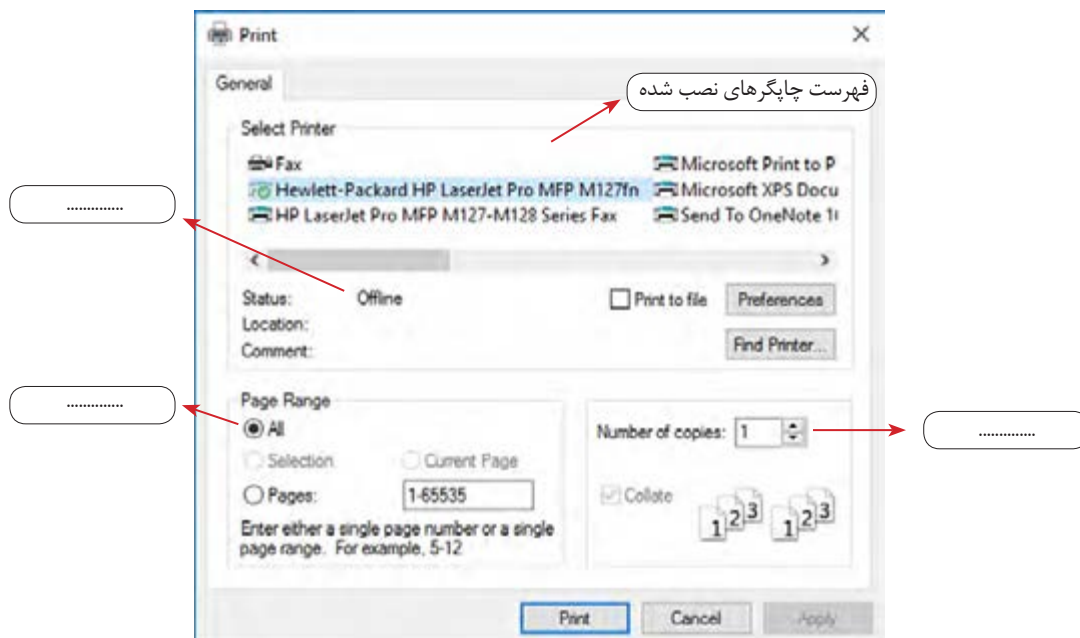 Print
General
فهرست چاپگرهای نصب شده
Select Printer
Fax
Microsoft Print to P
Hewlett-Packard HP LaserJet Pro MFP M127fn
Microsoft XPS Docu
HP LaserJet Pro MFP M127-M128 Series Fax
Send To OneNote 1
..............
Status: Offline
Print to file
Preferences
Location:
Comment:
Find Printer...
..............
Page Range
All
Selection
Current Page
Pages: 1-65535
Enter either a single page number or a single
page range. For example, 5-12
Number of copies: 1
..............
Collate
1 2 3 1 2 3
Print
Cancel
Apply